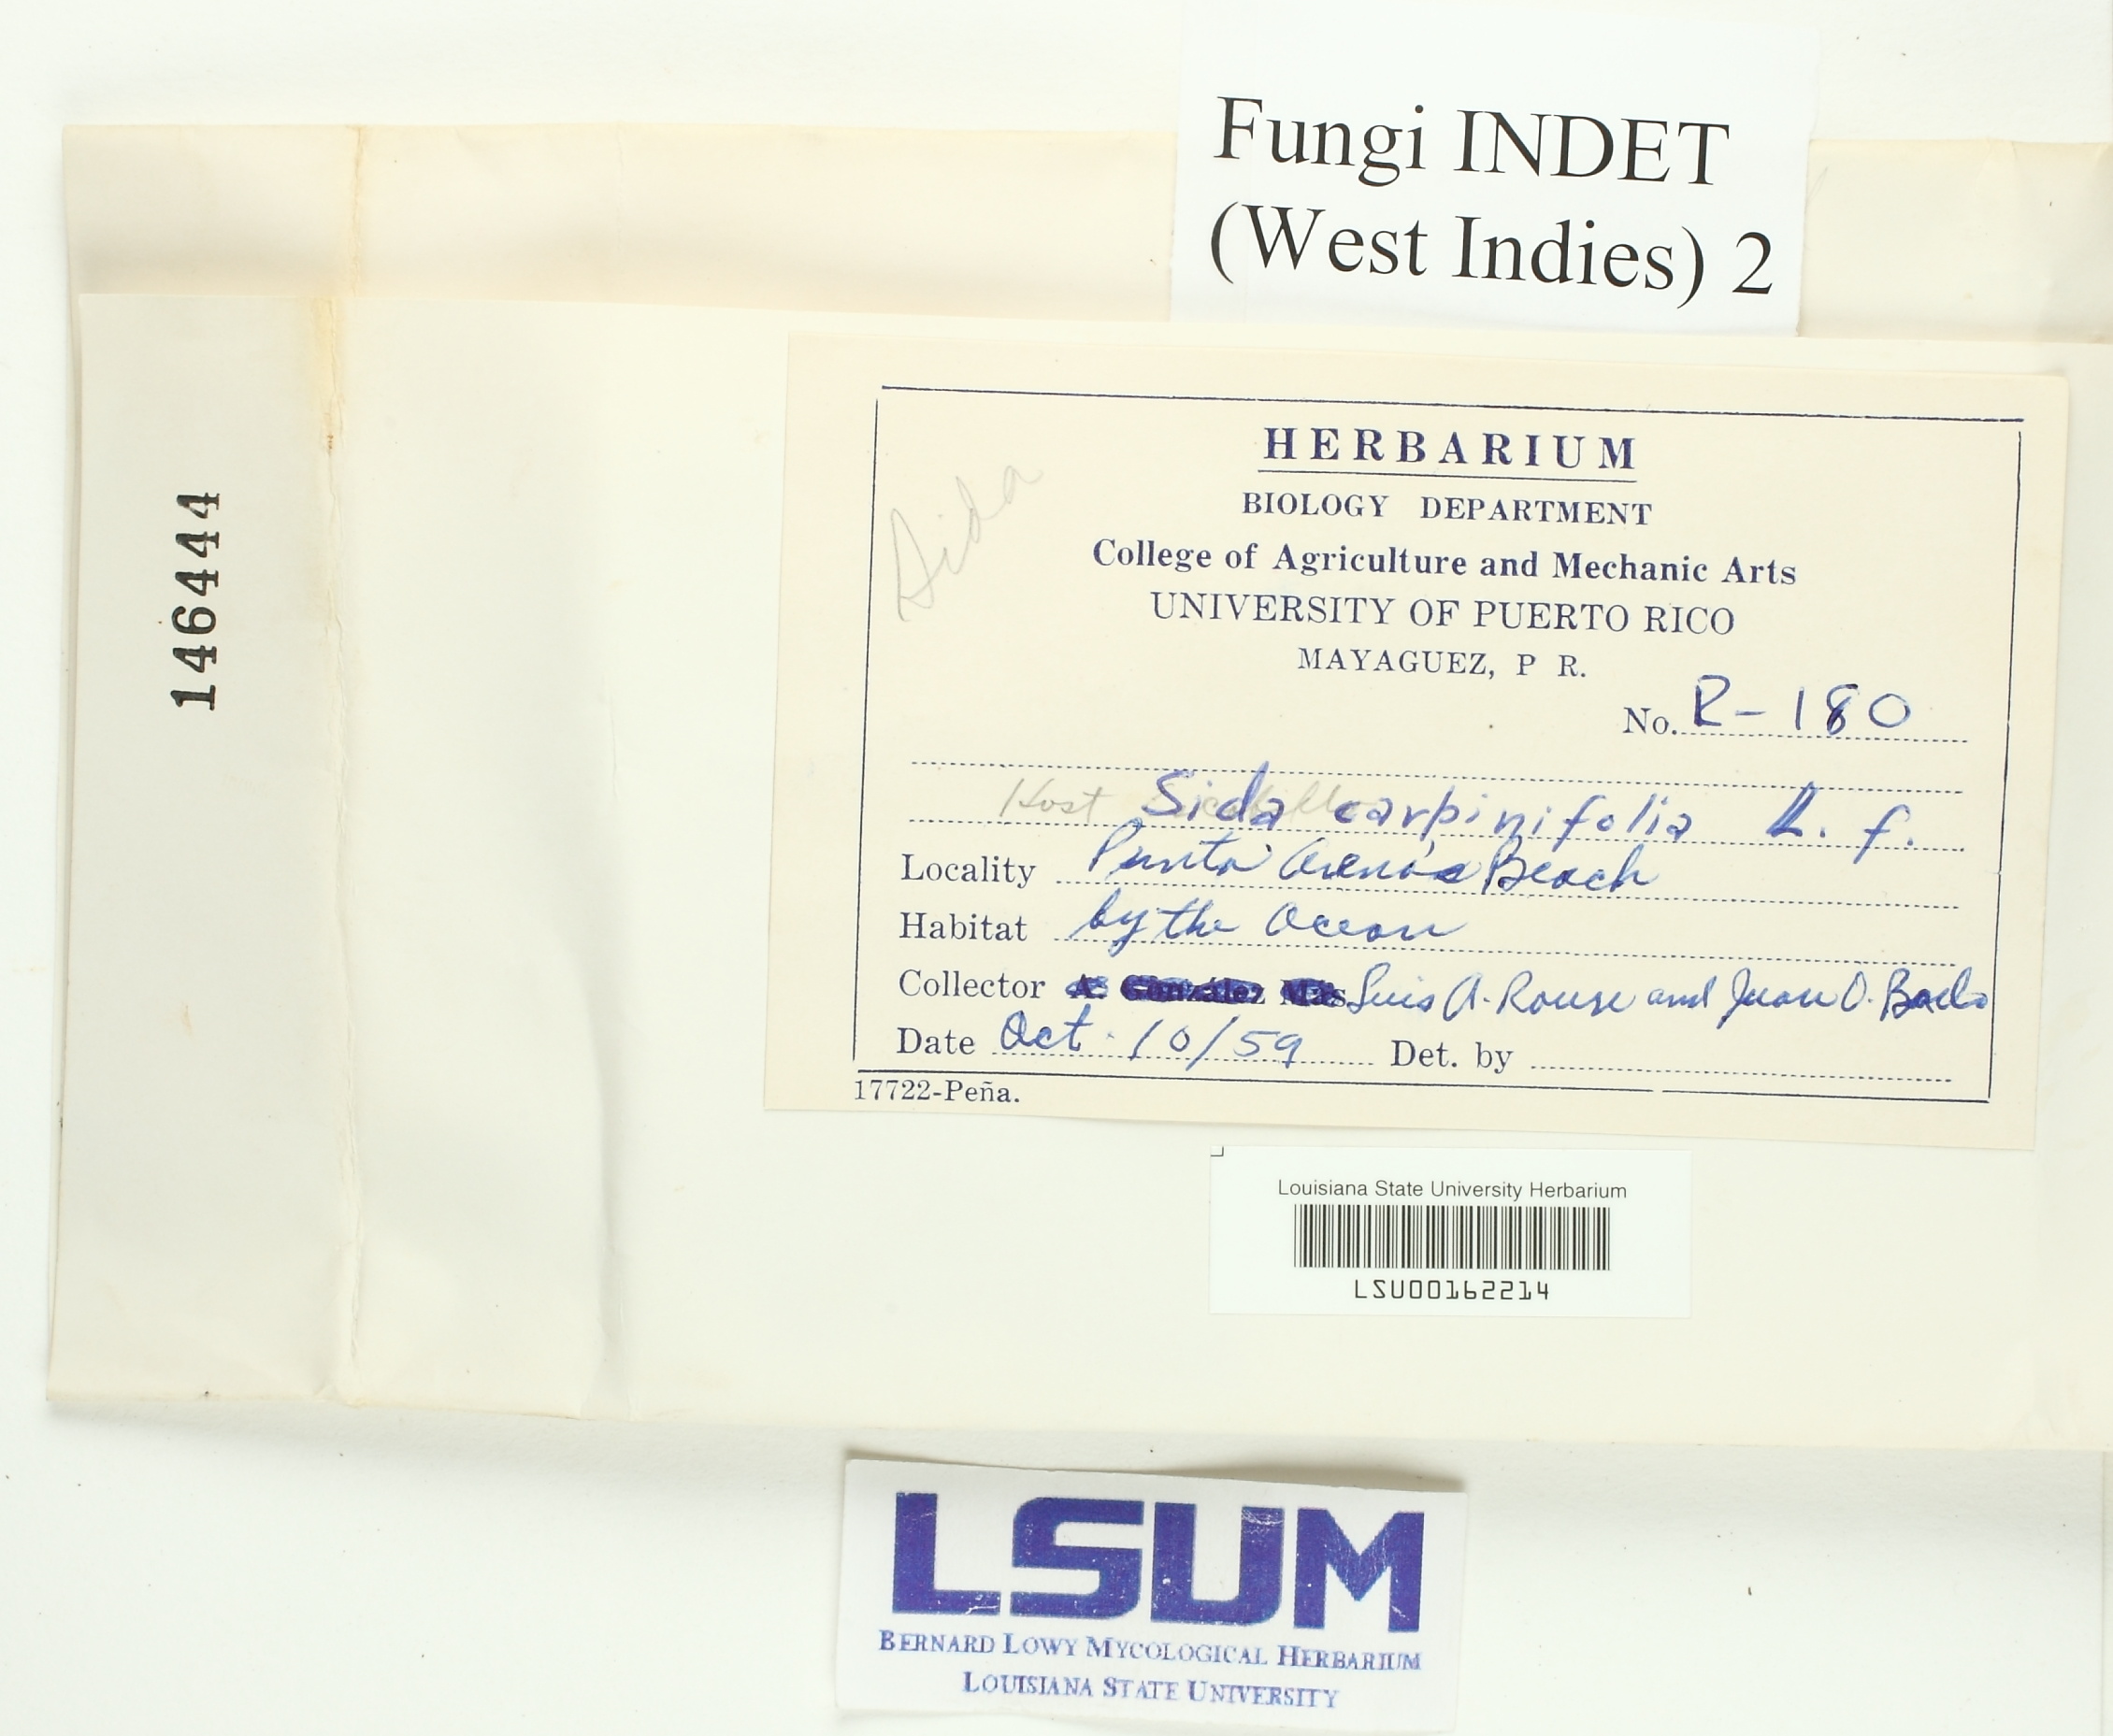 Fungi INDET
(West Indies) 2
146444
Sida
HERBARIUM
BIOLOGY DEPARTMENT
College of Agriculture and Mechanic Arts
UNIVERSITY OF PUERTO RICO
MAYAGUEZ, P R.
No. R-180
Host Sida carpinifolia L. f.
Locality Punta Arenas Beach
Habitat by the Ocean
Collector A. González Más Luis A. Rouse and Juan O.
Date Oct. 10/59 Det. by
17722-Peña.
Louisiana State University Herbarium
LSU00162214
LSUM
BERNARD LOWY MYCOLOGICAL HERBARIUM
LOUISIANA STATE UNIVERSITY